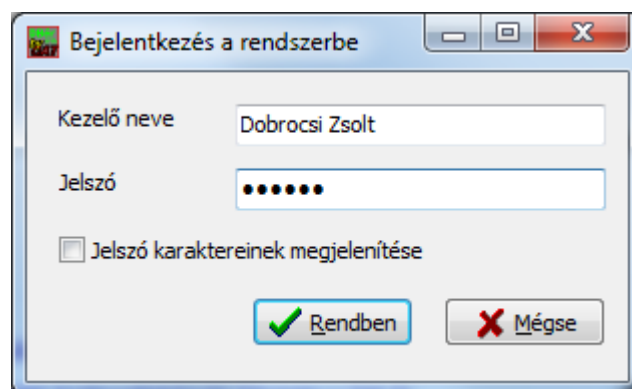 Bejelentkezés a rendszerbe
Kezelő neve
Dobrocsi Zsolt
Jelszó
••••••
Jelszó karaktereinek megjelenítése
Rendben
Mégse